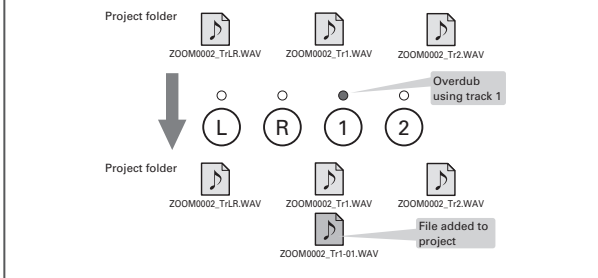 Project folder
ZOOM0002_TrLR.WAV
ZOOM0002_Tr1.WAV
ZOOM0002_Tr2.WAV
Overdub
using track 1
L
R
1
2
Project folder
ZOOM0002_TrLR.WAV
ZOOM0002_Tr1.WAV
ZOOM0002_Tr2.WAV
File added to
project
ZOOM0002_Tr1-01.WAV